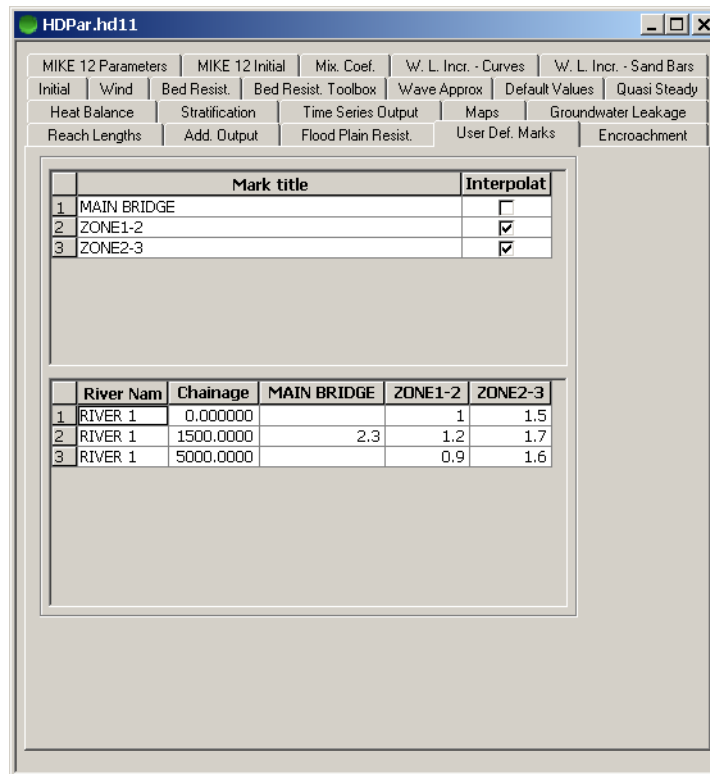 HDPar.hd11
MIKE 12 Parameters MIKE 12 Initial Mix. Coef. W. L. Incr. - Curves W. L. Incr. - Sand Bars
Initial Wind Bed Resist. Bed Resist. Toolbox Wave Approx Default Values Quasi Steady
Heat Balance Stratification Time Series Output Maps Groundwater Leakage
Reach Lengths Add. Output Flood Plain Resist. User Def. Marks Encroachment
Mark title Interpolat
1 MAIN BRIDGE
2 ZONE1-2
3 ZONE2-3
River Nam Chainage MAIN BRIDGE ZONE1-2 ZONE2-3
1 RIVER 1 0.000000 1 1.5
2 RIVER 1 1500.0000 2.3 1.2 1.7
3 RIVER 1 5000.0000 0.9 1.6